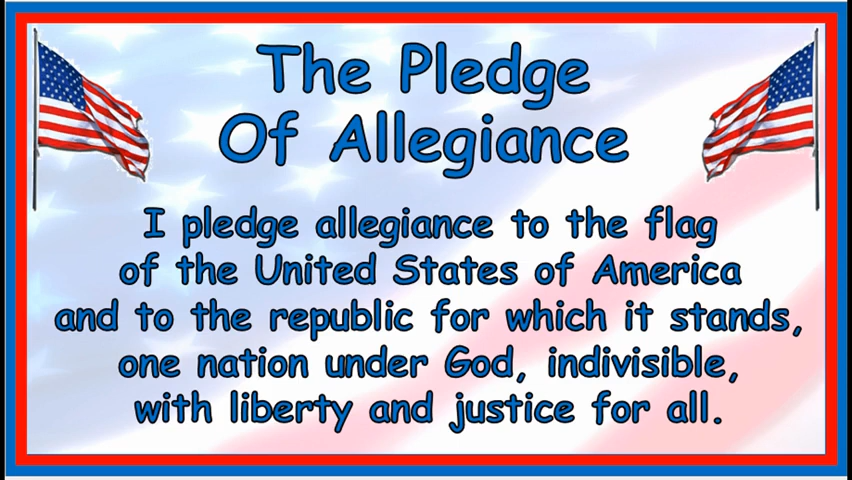 The Pledge
Of Allegiance
I pledge allegiance to the flag
of the United States of America
and to the republic for which it stands,
one nation under God, indivisible,
with liberty and justice for all.